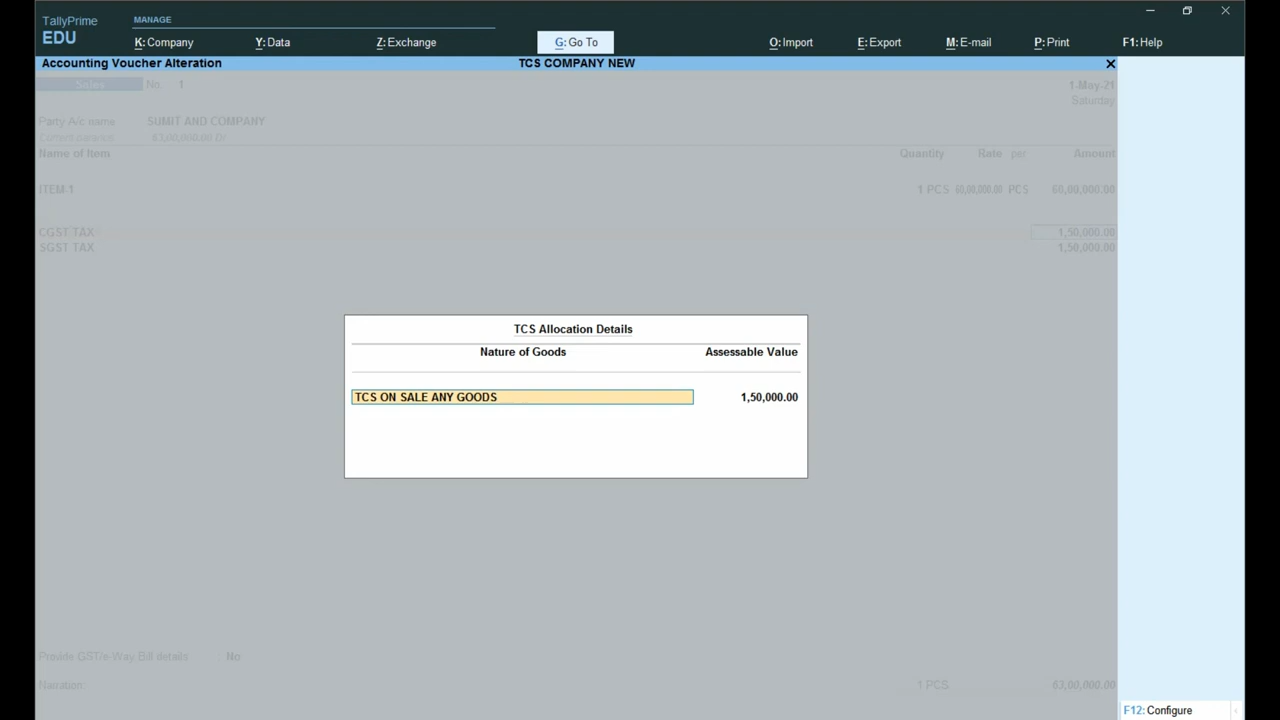 TallyPrime
EDU
MANAGE
K: Company
Y: Data
Z: Exchange
G: Go To
O: Import
E: Export
M: E-mail
P: Print
F1: Help
Accounting Voucher Alteration
TCS COMPANY NEW
Sales No. 1
1-May-21
Saturday
Party A/c name SUMIT AND COMPANY
Current balance 63,00,000.00 Dr
Name of Item Quantity Rate per Amount
ITEM-1 1 PCS 60,00,000.00 PCS 60,00,000.00
CGST TAX 1,50,000.00
SGST TAX 1,50,000.00
TCS Allocation Details
Nature of Goods Assessable Value
TCS ON SALE ANY GOODS 1,50,000.00
Provide GST/e-Way Bill details No
Narration: 1 PCS 63,00,000.00
F12: Configure